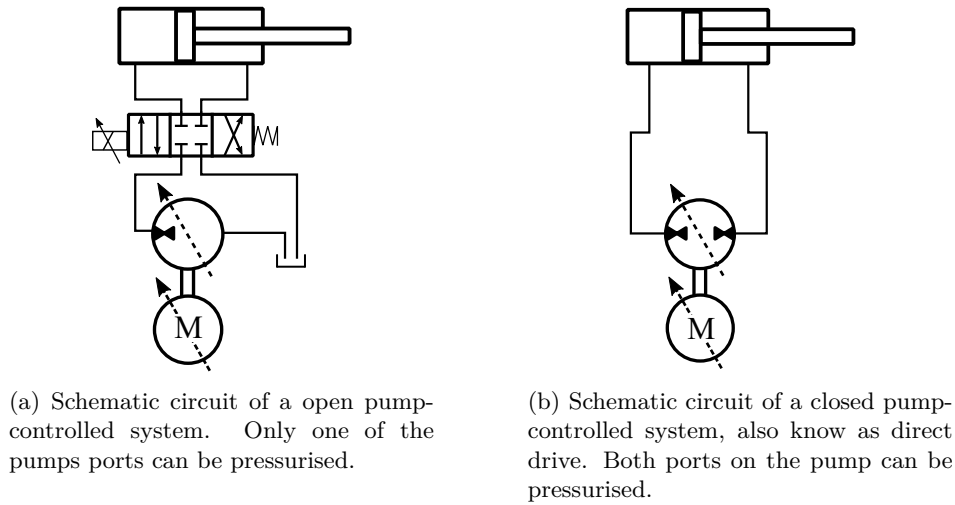 M
M
(a) Schematic circuit of a open pump-
controlled system. Only one of the
pumps ports can be pressurised.
(b) Schematic circuit of a closed pump-
controlled system, also know as direct
drive. Both ports on the pump can be
pressurised.